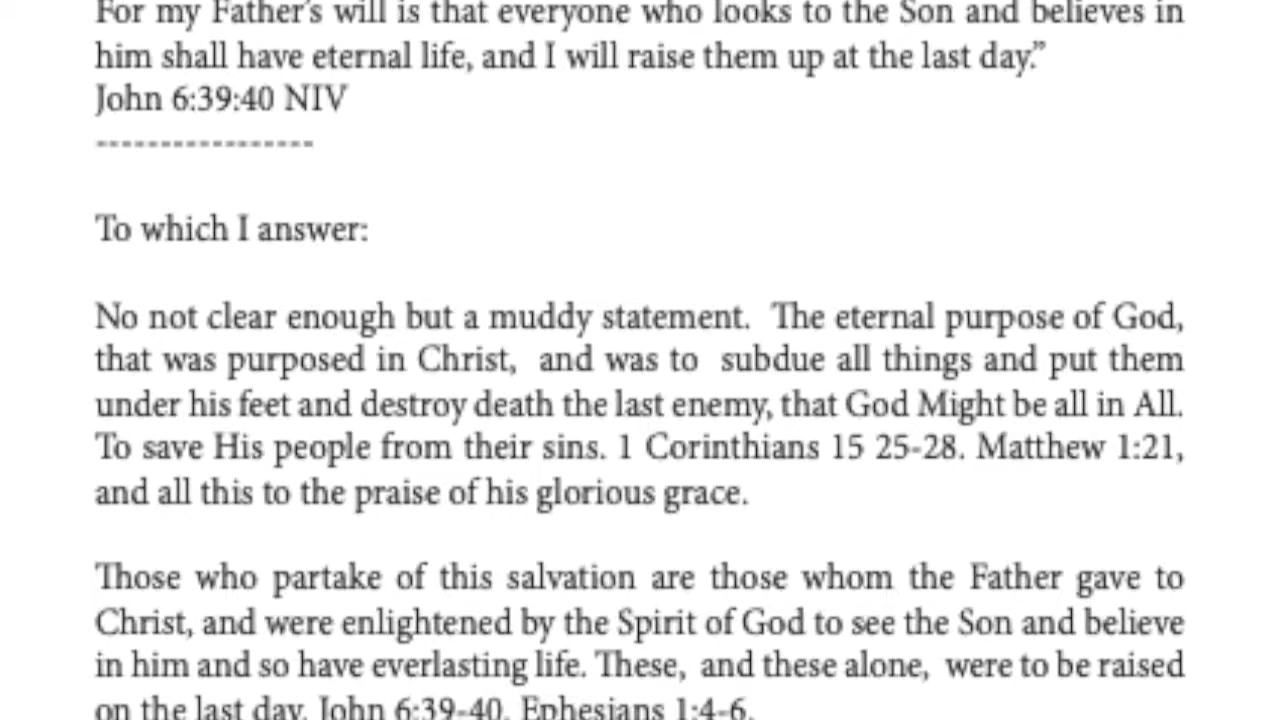 For my Father's will is that everyone who looks to the Son and believes in
him shall have eternal life, and I will raise them up at the last day."
John 6:39:40 NIV
-----------------
To which I answer:
No not clear enough but a muddy statement.  The eternal purpose of God,
that was purposed in Christ,  and was to  subdue all things and put them
under his feet and destroy death the last enemy, that God Might be all in All.
To save His people from their sins. 1 Corinthians 15 25-28. Matthew 1:21,
and all this to the praise of his glorious grace.
Those who partake of this salvation are those whom the Father gave to
Christ, and were enlightened by the Spirit of God to see the Son and believe
in him and so have everlasting life. These,  and these alone,  were to be raised
on the last day. John 6:39-40. Ephesians 1:4-6.